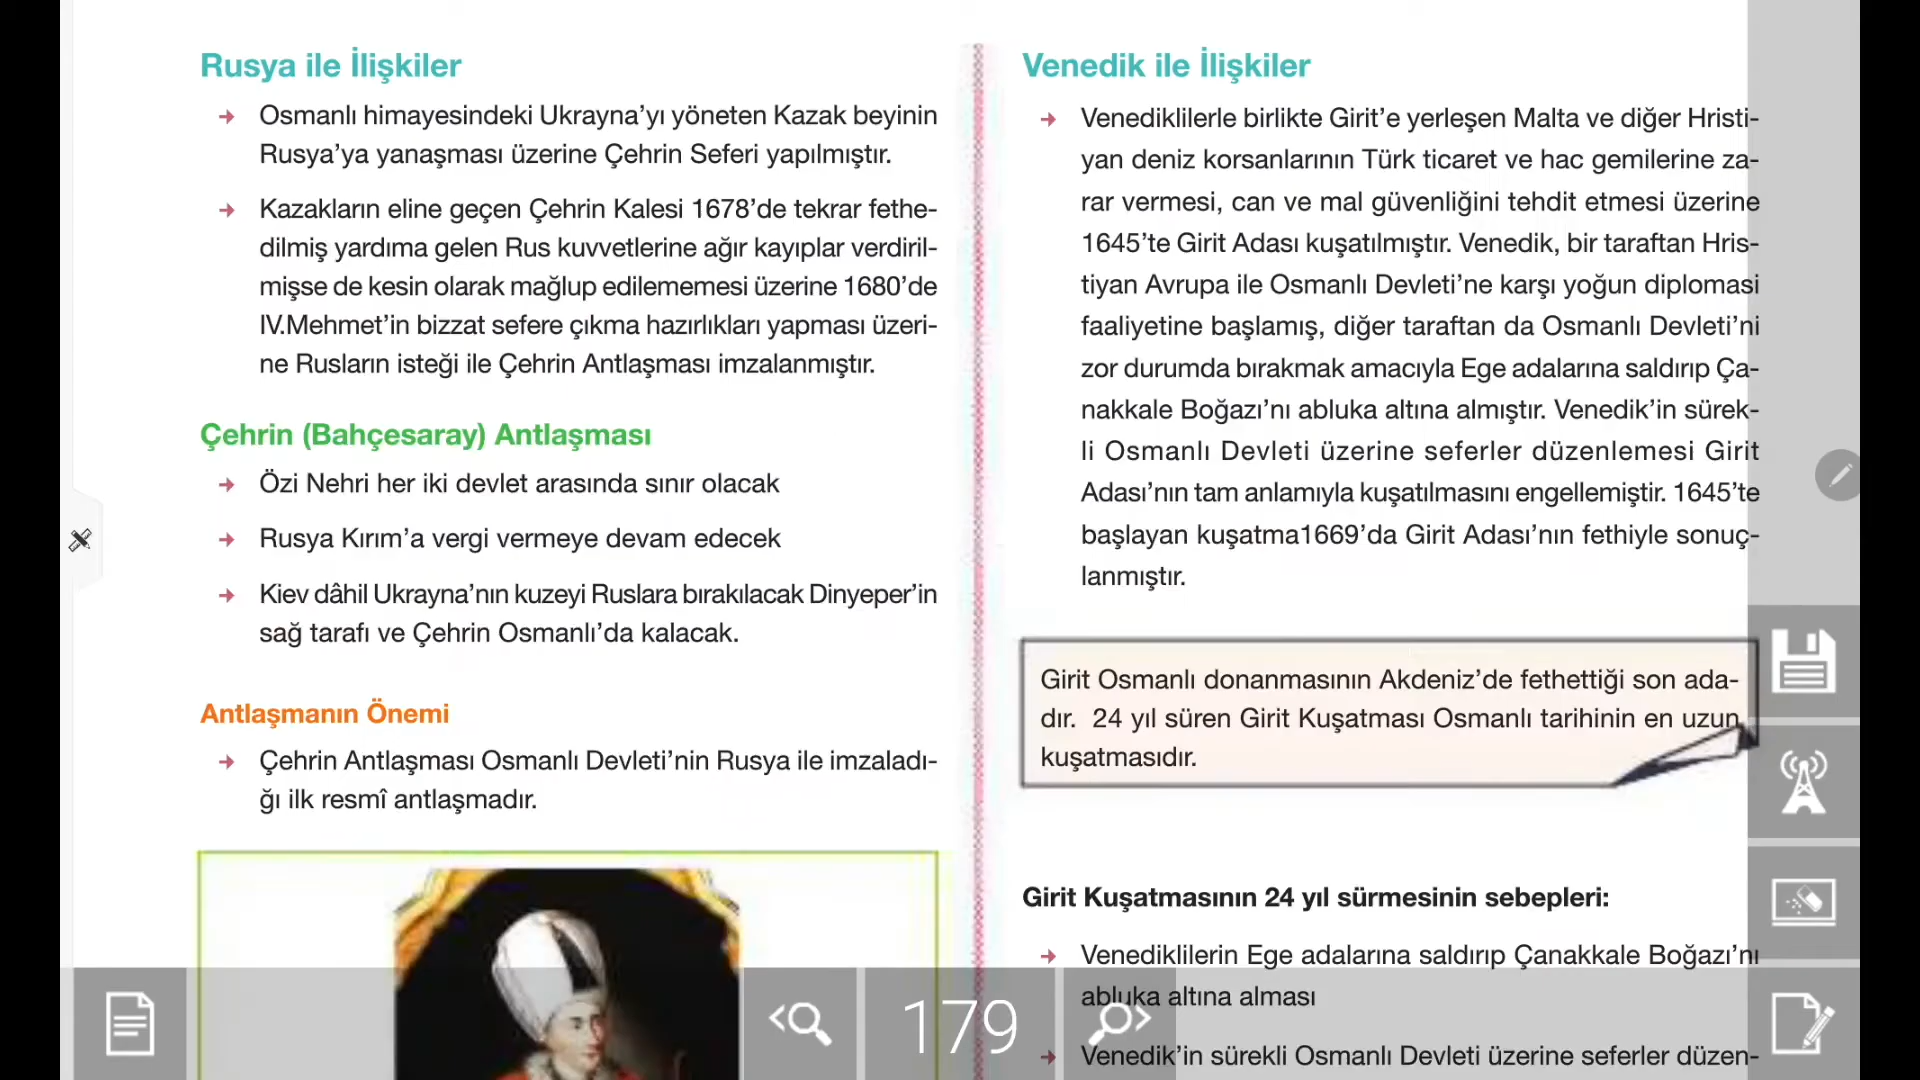 Rusya ile İlişkiler
Osmanlı himayesindeki Ukrayna'yı yöneten Kazak beyinin
Rusya'ya yanaşması üzerine Çehrin Seferi yapılmıştır.
Kazakların eline geçen Çehrin Kalesi 1678'de tekrar fethe-
dilmiş yardıma gelen Rus kuvvetlerine ağır kayıplar verdiril-
mişse de kesin olarak mağlup edilememesi üzerine 1680'de
IV.Mehmet'in bizzat sefere çıkma hazırlıkları yapması üzeri-
ne Rusların isteği ile Çehrin Antlaşması imzalanmıştır.
Çehrin (Bahçesaray) Antlaşması
Özi Nehri her iki devlet arasında sınır olacak
Rusya Kırım'a vergi vermeye devam edecek
Kiev dâhil Ukrayna'nın kuzeyi Ruslara bırakılacak Dinyeper'in
sağ tarafı ve Çehrin Osmanlı'da kalacak.
Antlaşmanın Önemi
Çehrin Antlaşması Osmanlı Devleti'nin Rusya ile imzaladı-
ğı ilk resmî antlaşmadır.
Venedik ile İlişkiler
Venediklilerle birlikte Girit'e yerleşen Malta ve diğer Hristi-
yan deniz korsanlarının Türk ticaret ve hac gemilerine za-
rar vermesi, can ve mal güvenliğini tehdit etmesi üzerine
1645'te Girit Adası kuşatılmıştır. Venedik, bir taraftan Hris-
tiyan Avrupa ile Osmanlı Devleti'ne karşı yoğun diplomasi
faaliyetine başlamış, diğer taraftan da Osmanlı Devleti'ni
zor durumda bırakmak amacıyla Ege adalarına saldırıp Ça-
nakkale Boğazı'nı abluka altına almıştır. Venedik'in sürek-
li Osmanlı Devleti üzerine seferler düzenlemesi Girit
Adası'nın tam anlamıyla kuşatılmasını engellemiştir. 1645'te
başlayan kuşatma1669'da Girit Adası'nın fethiyle sonuç-
lanmıştır.
Girit Osmanlı donanmasının Akdeniz'de fethettiği son ada-
dır. 24 yıl süren Girit Kuşatması Osmanlı tarihinin en uzun
kuşatmasıdır.
Girit Kuşatmasının 24 yıl sürmesinin sebepleri:
Venediklilerin Ege adalarına saldırıp Çanakkale Boğazı'nı
abluka altına alması
Venedik'in sürekli Osmanlı Devleti üzerine seferler düzen-
179